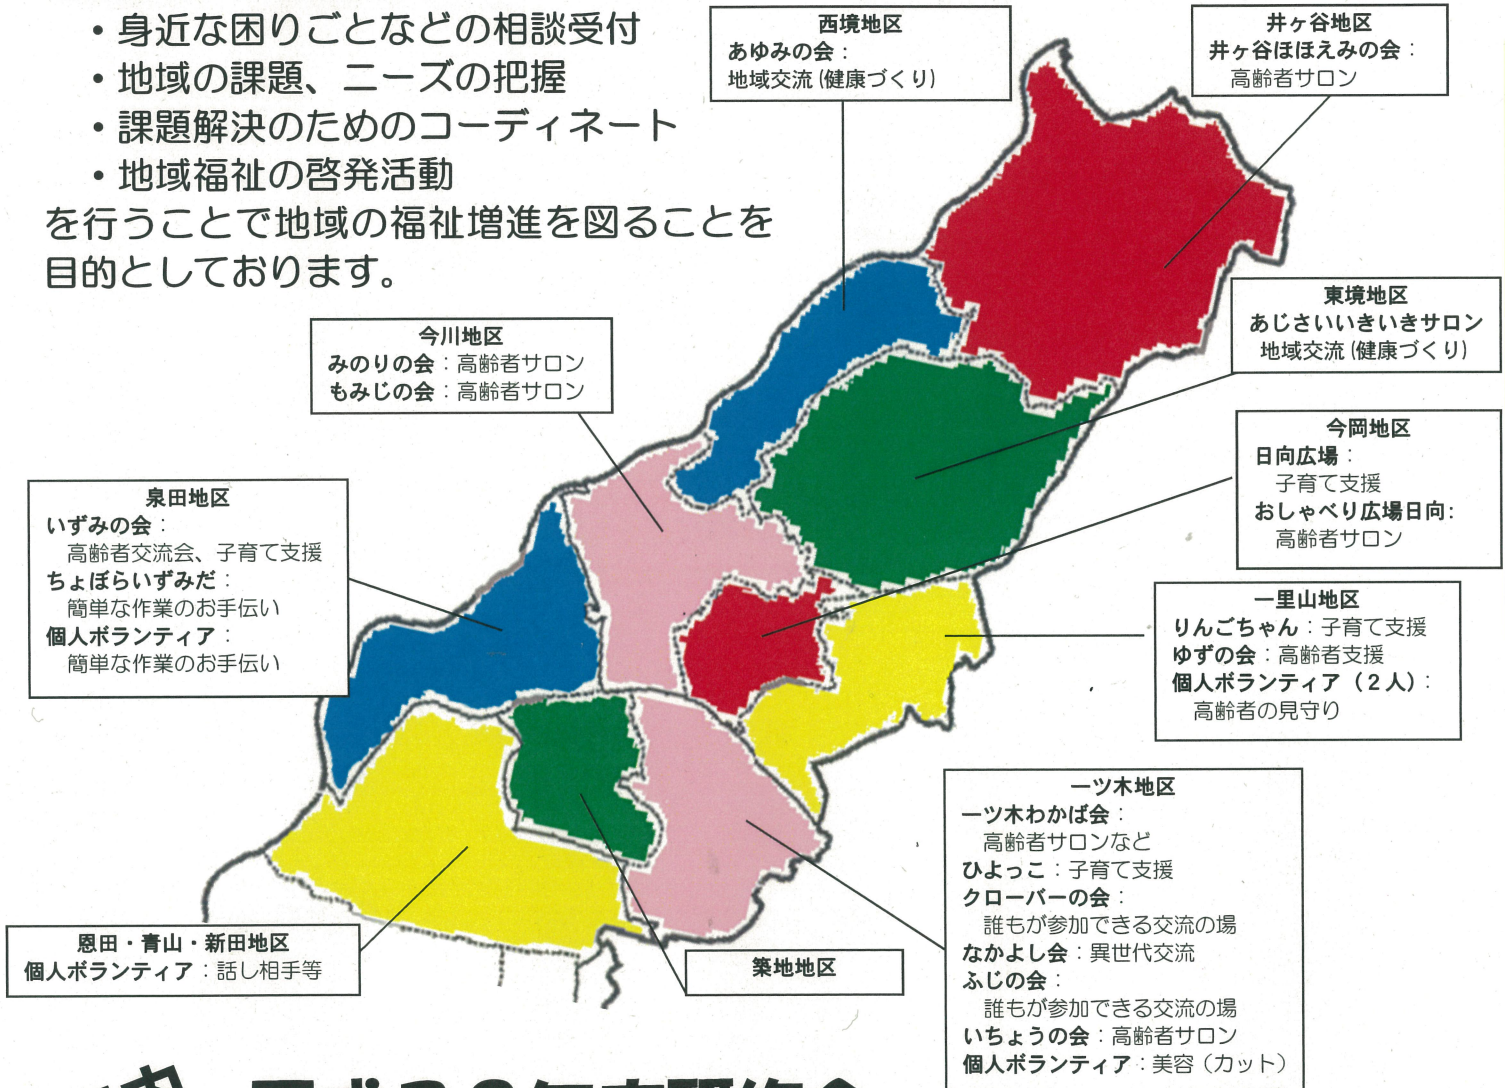 ・身近な困りごとなどの相談受付
・地域の課題、ニーズの把握
・課題解決のためのコーディネート
・地域福祉の啓発活動
を行うことで地域の福祉増進を図ることを
目的としております。
西境地区
あゆみの会：
地域交流(健康づくり)
井ヶ谷地区
井ヶ谷ほほえみの会：
高齢者サロン
東境地区
あじさいいきいきサロン
地域交流(健康づくり)
今川地区
みのりの会：高齢者サロン
もみじの会：高齢者サロン
今岡地区
日向広場：
子育て支援
おしゃべり広場日向：
高齢者サロン
泉田地区
いずみの会：
高齢者交流会、子育て支援
ちょぼらいずみだ：
簡単な作業のお手伝い
個人ボランティア：
簡単な作業のお手伝い
一里山地区
りんごちゃん：子育て支援
ゆずの会：高齢者支援
個人ボランティア（２人）：
高齢者の見守り
一ツ木地区
一ツ木わかば会：
高齢者サロンなど
ひよっこ：子育て支援
クローバーの会：
誰もが参加できる交流の場
なかよし会：異世代交流
ふじの会：
誰もが参加できる交流の場
いちょうの会：高齢者サロン
個人ボランティア：美容（カット）
恩田・青山・新田地区
個人ボランティア：話し相手等
築地地区